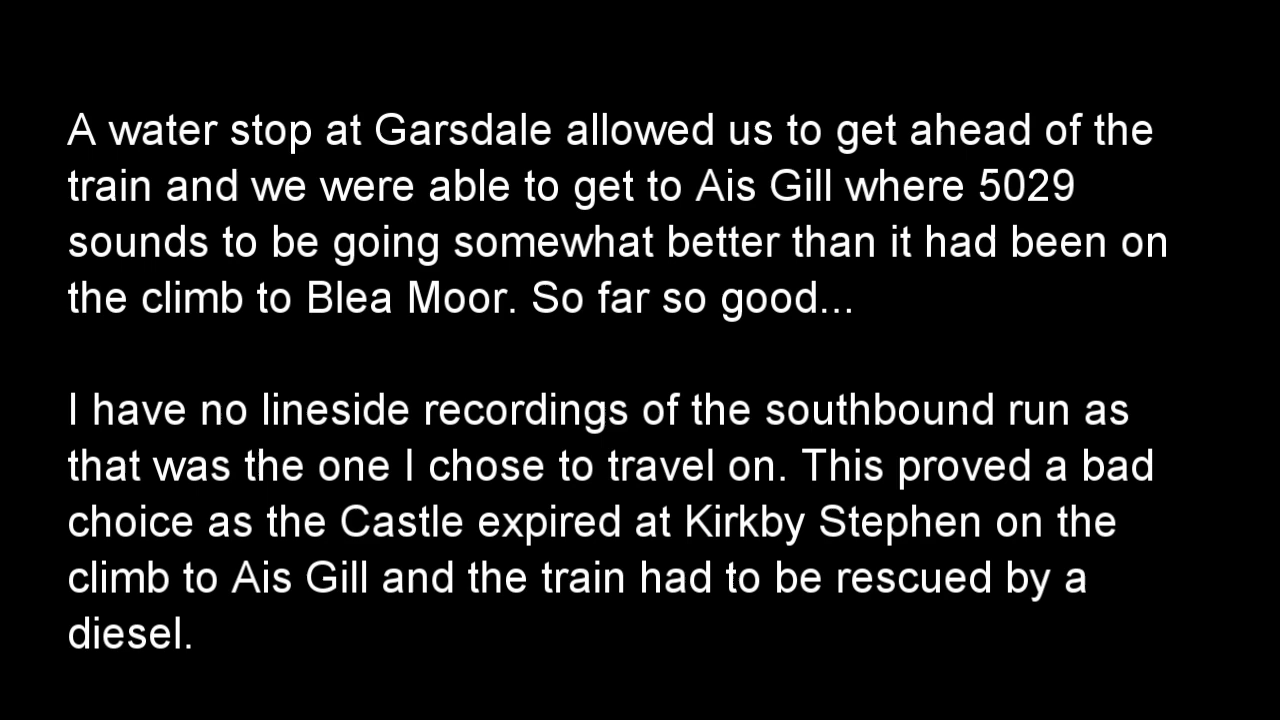 A water stop at Garsdale allowed us to get ahead of the
train and we were able to get to Ais Gill where 5029
sounds to be going somewhat better than it had been on
the climb to Blea Moor. So far so good...
I have no lineside recordings of the southbound run as
that was the one I chose to travel on. This proved a bad
choice as the Castle expired at Kirkby Stephen on the
climb to Ais Gill and the train had to be rescued by a
diesel.